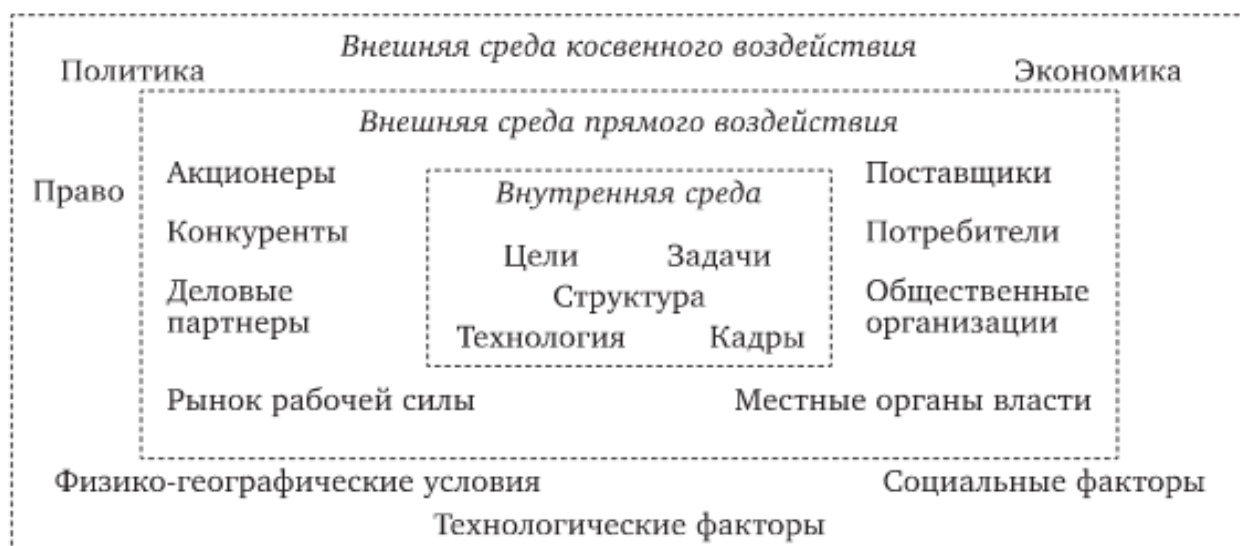 Внешняя среда косвенного воздействия
Политика
Экономика
Внешняя среда прямого воздействия
Право
Акционеры
Конкуренты
Деловые
партнеры
Внутренняя среда
Цели Задачи
Структура
Технология Кадры
Поставщики
Потребители
Общественные
организации
Рынок рабочей силы
Местные органы власти
Физико-географические условия
Социальные факторы
Технологические факторы